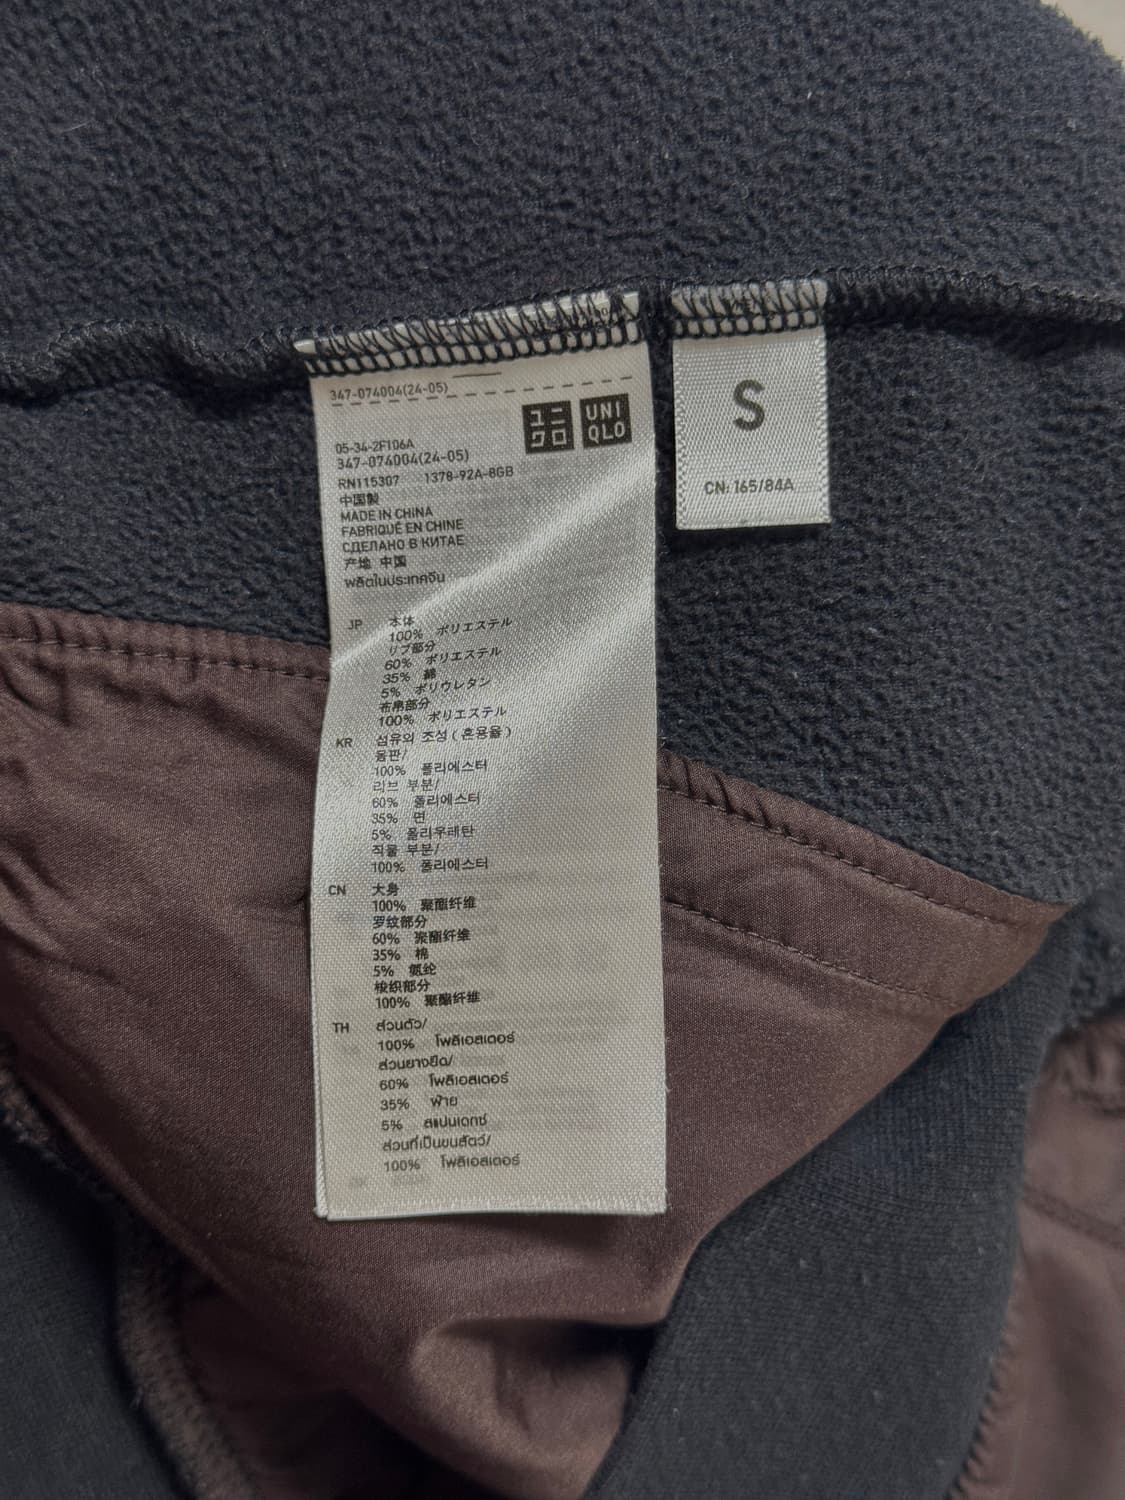 347-074004(24-05)
ユニ
クロ
UNI
QLO
05-34-2F106A
347-074004(24-05)
RN115307 1378-92A-8GB
中国製
MADE IN CHINA
FABRIQUÉ EN CHINE
СДЕЛАНО В КИТАЕ
产地 中国
ผลิตในประเทศจีน
JP 本体
100% ポリエステル
リブ部分
60% ポリエステル
35% 綿
5% ポリウレタン
布帛部分
100% ポリエステル
KR 섬유의 조성(혼용율)
몸판/
100% 폴리에스터
리브 부분/
60% 폴리에스터
35% 면
5% 폴리우레탄
직물 부분/
100% 폴리에스터
CN 大身
100% 聚酯纤维
罗纹部分
60% 聚酯纤维
35% 棉
5% 氨纶
梭织部分
100% 聚酯纤维
TH ส่วนตัว/
100% โพลีเอสเตอร์
ส่วนยางยืด/
60% โพลีเอสเตอร์
35% ฝ้าย
5% สแปนเดกซ์
ส่วนที่เป็นขนสัตว์/
100% โพลีเอสเตอร์
S
CN: 165/84A